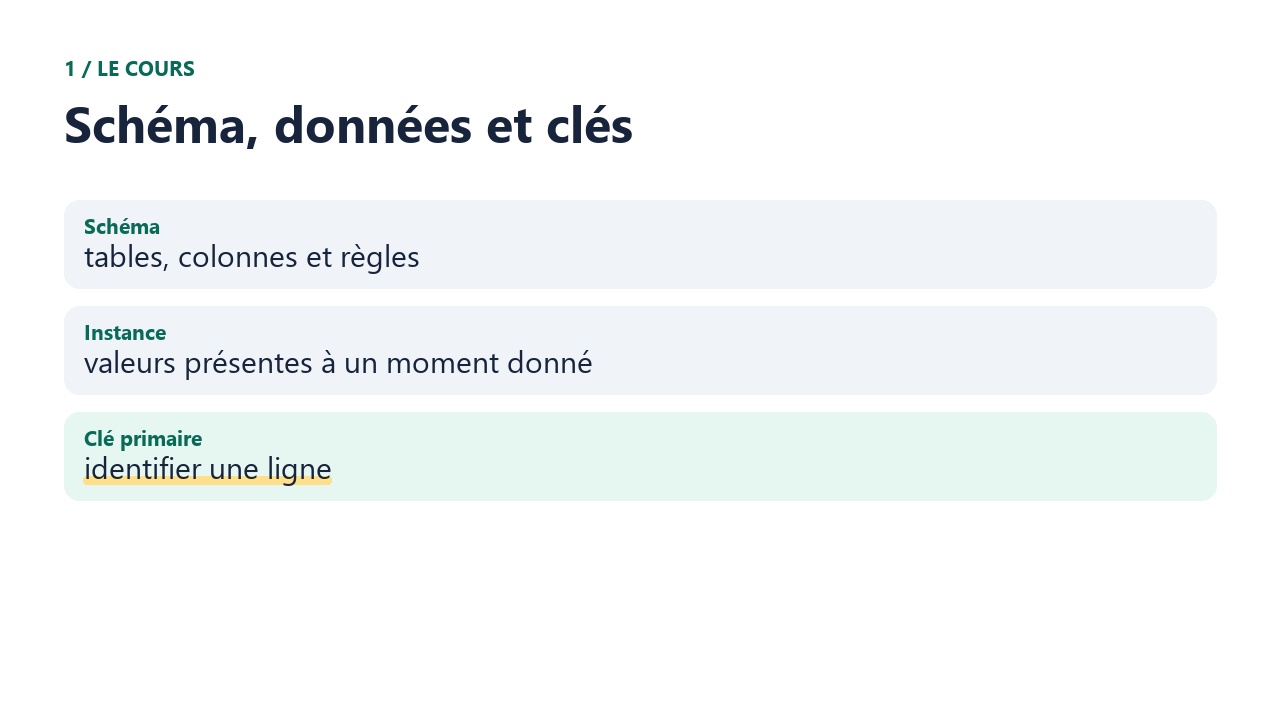 1 / LE COURS
Schéma, données et clés
Schéma
tables, colonnes et règles
Instance
valeurs présentes à un moment donné
Clé primaire
identifier une ligne